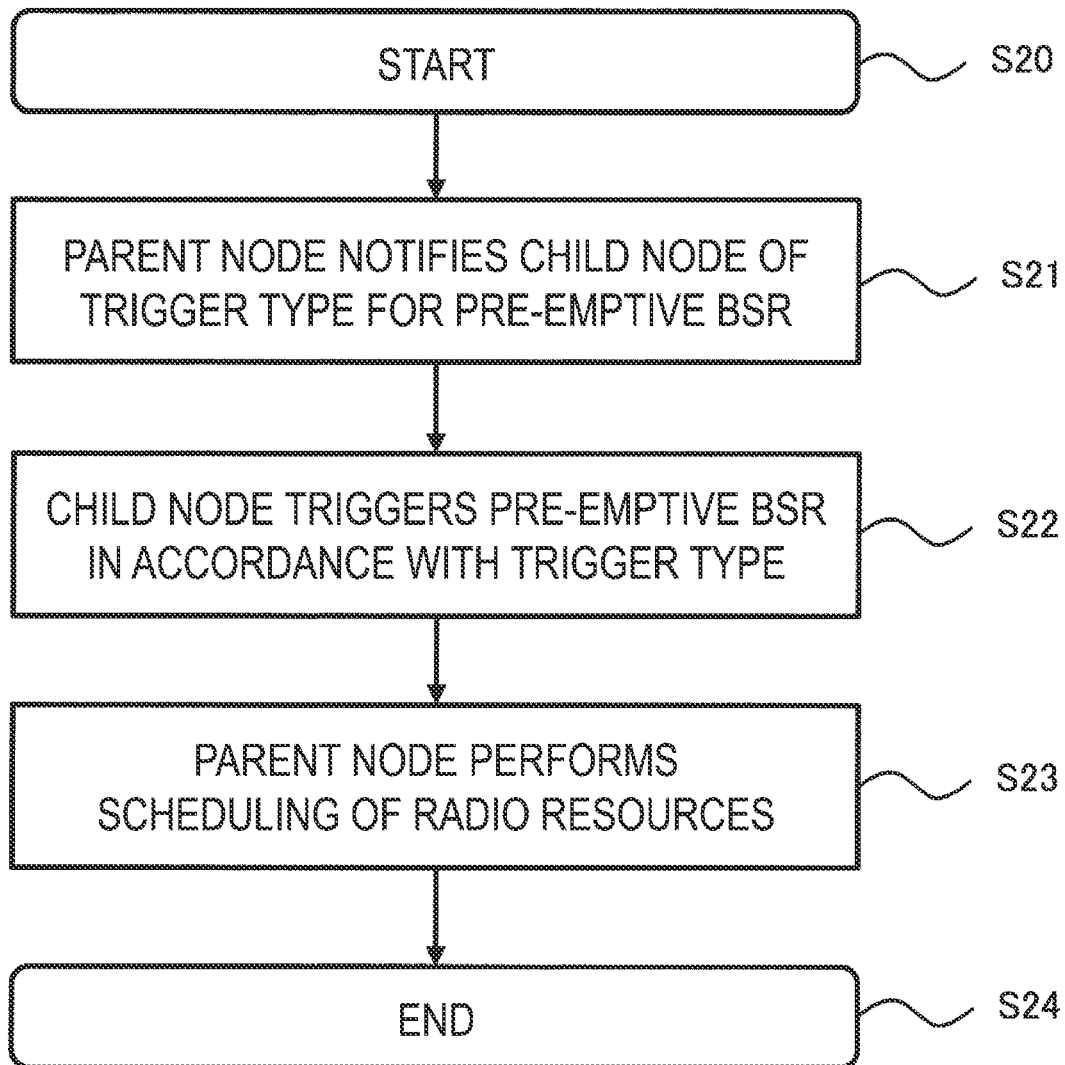 START
S20
PARENT NODE NOTIFIES CHILD NODE OF
TRIGGER TYPE FOR PRE-EMPTIVE BSR
S21
CHILD NODE TRIGGERS PRE-EMPTIVE BSR
IN ACCORDANCE WITH TRIGGER TYPE
S22
PARENT NODE PERFORMS
SCHEDULING OF RADIO RESOURCES
S23
END
S24